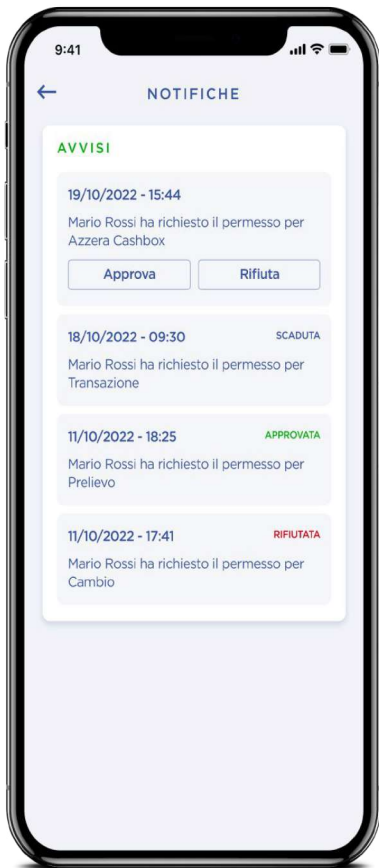 9:41
NOTIFICHE
AVVISI
19/10/2022 - 15:44
Mario Rossi ha richiesto il permesso per
Azzera Cashbox
Approva
Rifiuta
18/10/2022 - 09:30
SCADUTA
Mario Rossi ha richiesto il permesso per
Transazione
11/10/2022 - 18:25
APPROVATA
Mario Rossi ha richiesto il permesso per
Prelievo
11/10/2022 - 17:41
RIFIUTATA
Mario Rossi ha richiesto il permesso per
Cambio